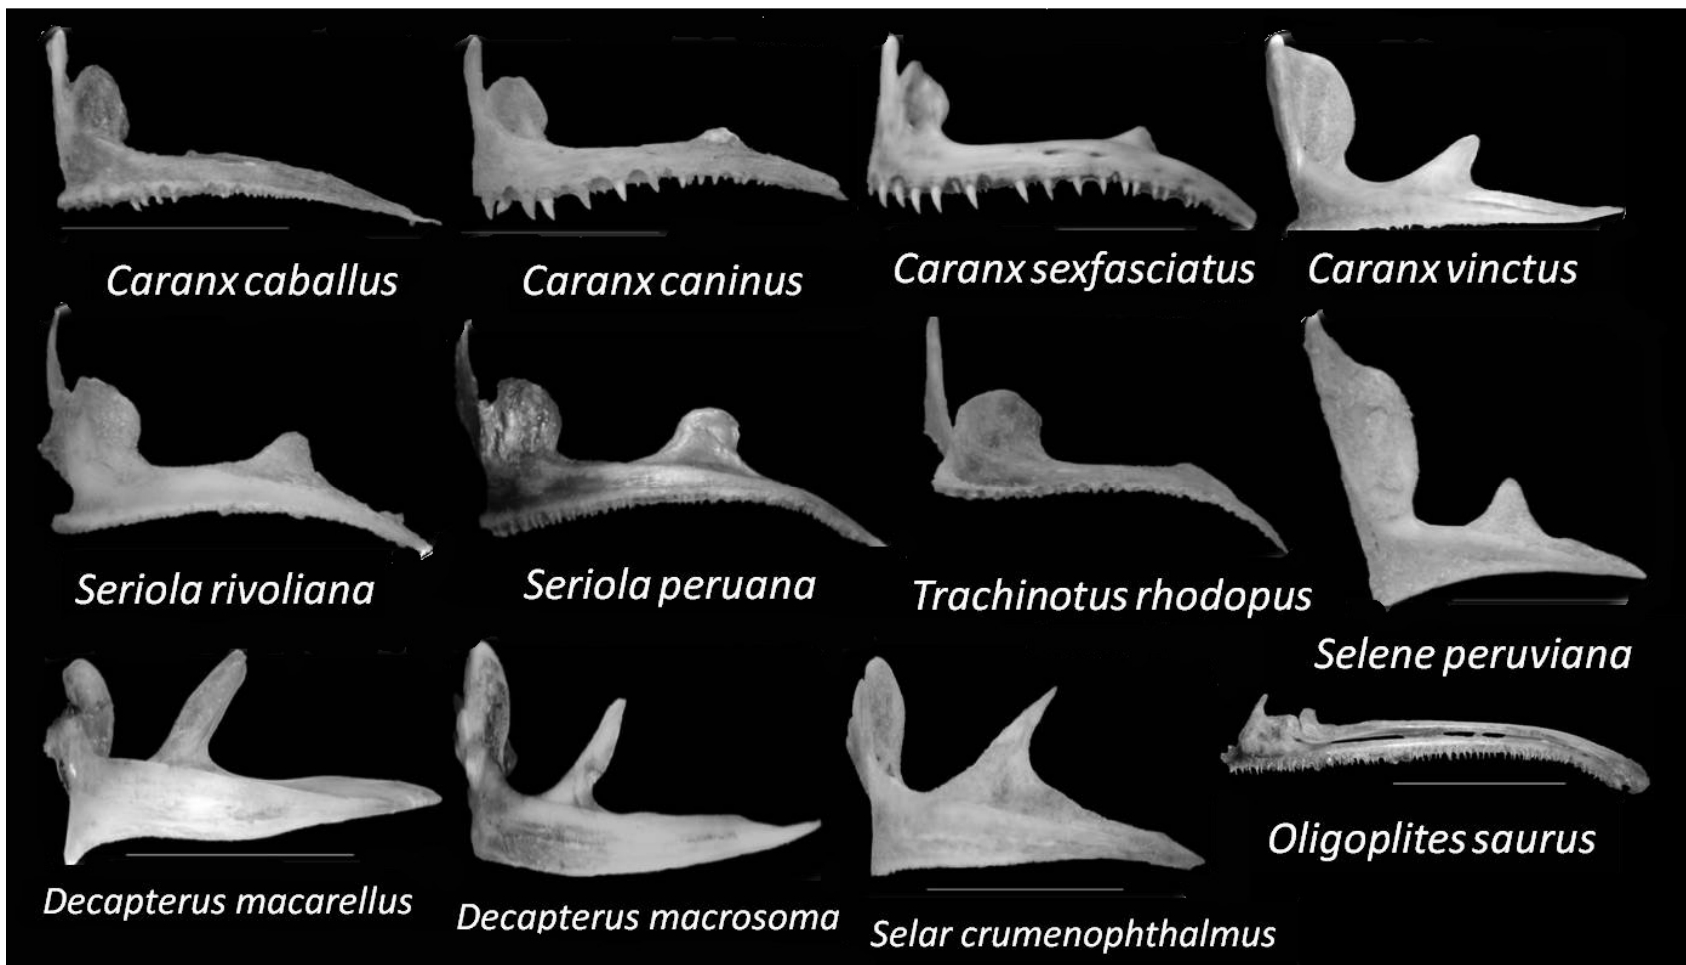 Caranx caballus
Caranx caninus
Caranx sexfasciatus
Caranx vinctus
Seriola rivoliana
Seriola peruana
Trachinotus rhodopus
Selene peruviana
Decapterus macarellus
Decapterus macrosoma
Selar crumenophthalmus
Oligoplites saurus